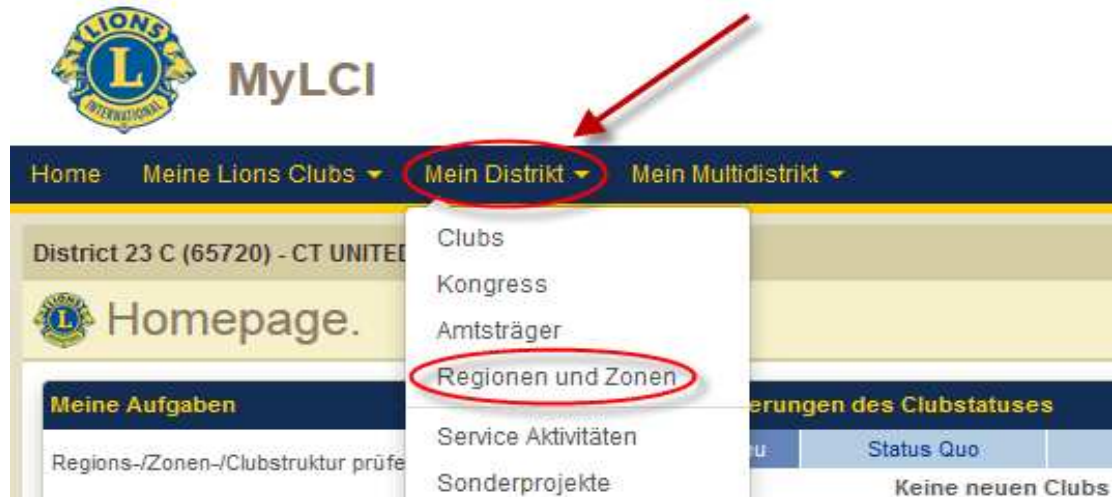 LIONS
L
INTERNATIONAL
MyLCI
Home Meine Lions Clubs Mein Distrikt Mein Multidistrikt
District 23 C (65720) - CT UNITED
Homepage.
Clubs
Kongress
Amtsträger
Regionen und Zonen
Service Aktivitäten
Sonderprojekte
Meine Aufgaben
Regions-/Zonen-/Clubstruktur prüfe
erungen des Clubstatuses
Status Quo
Keine neuen Clubs